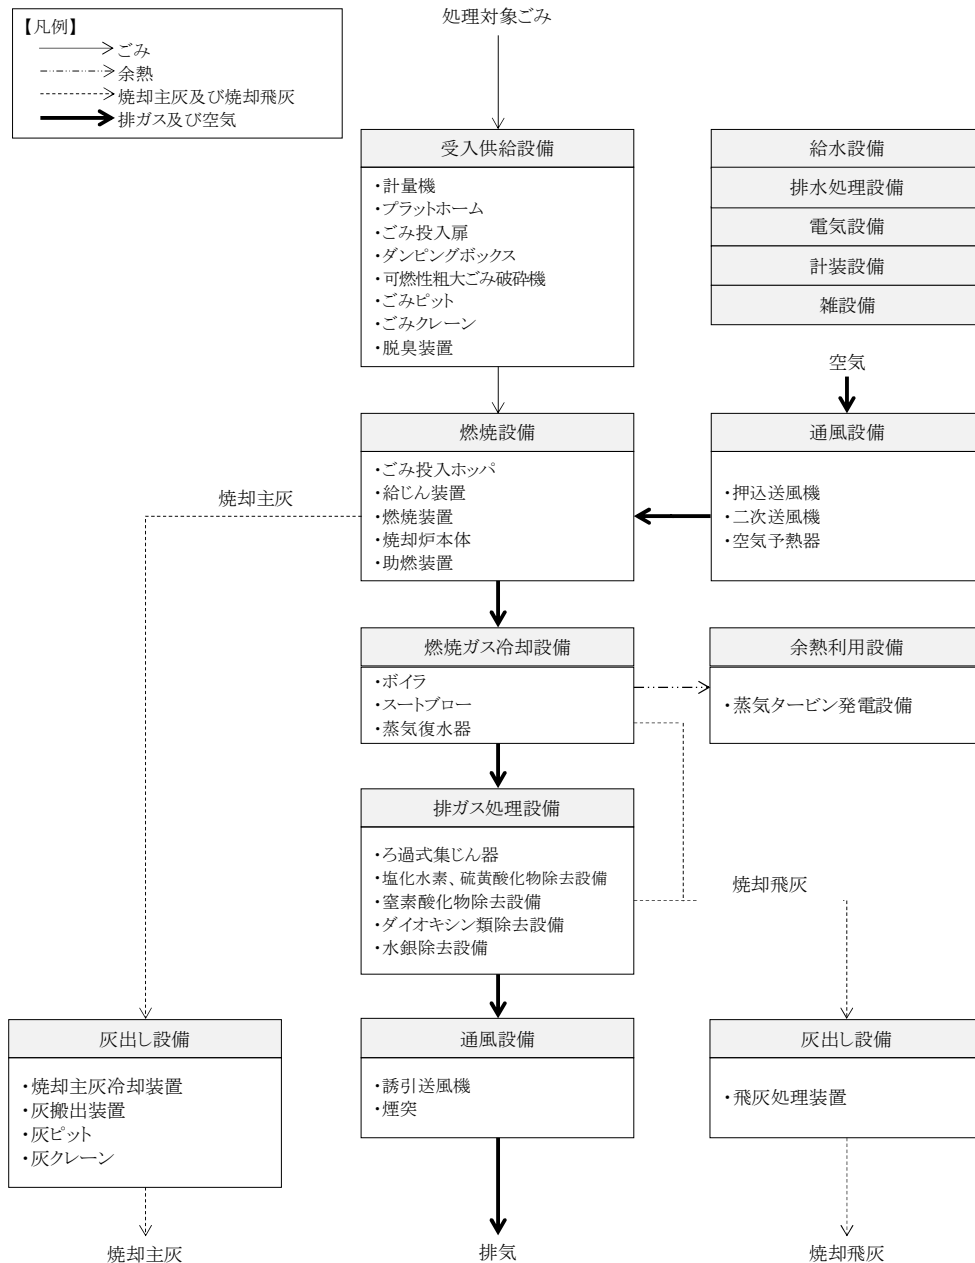 【凡例】
ごみ
余熱
焼却主灰及び焼却飛灰
排ガス及び空気
処理対象ごみ
受入供給設備
・計量機
・プラットホーム
・ごみ投入扉
・ダンピングボックス
・可燃性粗大ごみ破砕機
・ごみピット
・ごみクレーン
・脱臭装置
給水設備
排水処理設備
電気設備
計装設備
雑設備
空気
燃焼設備
・ごみ投入ホッパ
・給じん装置
・燃焼装置
・焼却炉本体
・助燃装置
通風設備
・押込送風機
・二次送風機
・空気予熱器
焼却主灰
燃焼ガス冷却設備
・ボイラ
・スートブロー
・蒸気復水器
余熱利用設備
・蒸気タービン発電設備
排ガス処理設備
・ろ過式集じん器
・塩化水素、硫黄酸化物除去設備
・窒素酸化物除去設備
・ダイオキシン類除去設備
・水銀除去設備
焼却飛灰
灰出し設備
・焼却主灰冷却装置
・灰搬出装置
・灰ピット
・灰クレーン
通風設備
・誘引送風機
・煙突
灰出し設備
・飛灰処理装置
焼却主灰
排気
焼却飛灰